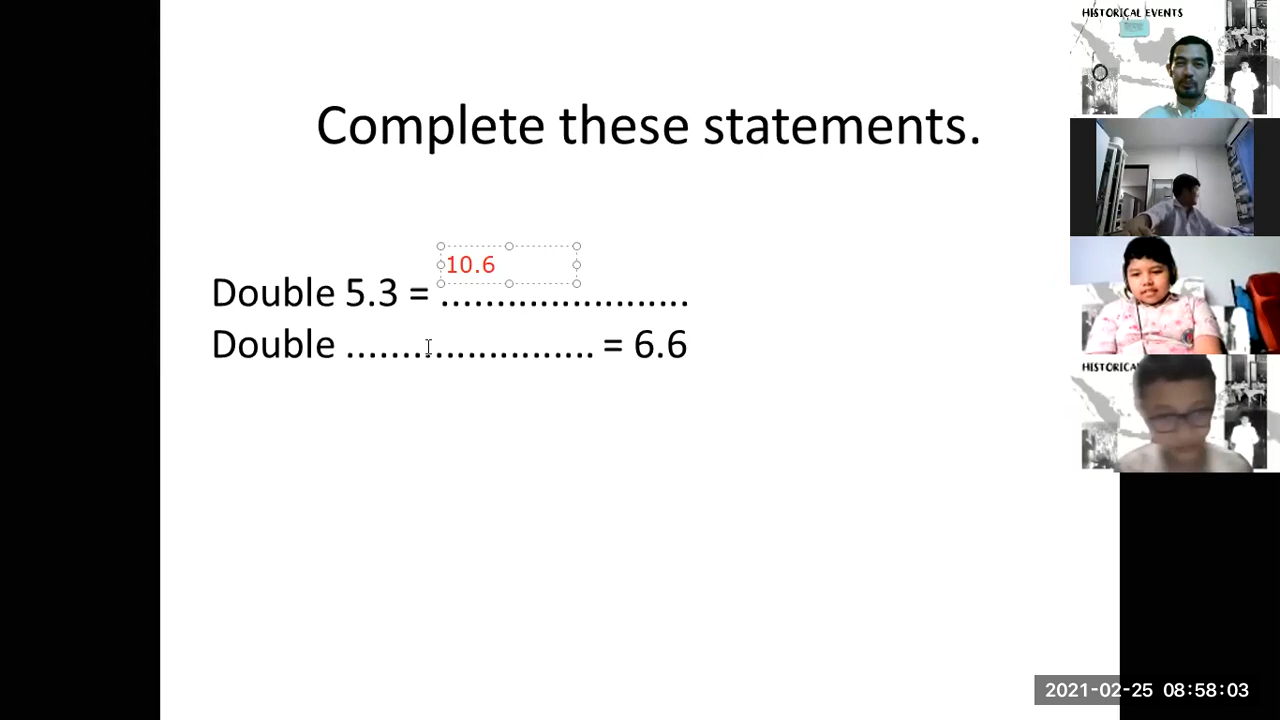 Complete these statements.
10.6
Double 5.3 = ......................
Double ...................... = 6.6
HISTORICAL EVENTS
HISTORICA
2021-02-25 08:58:03